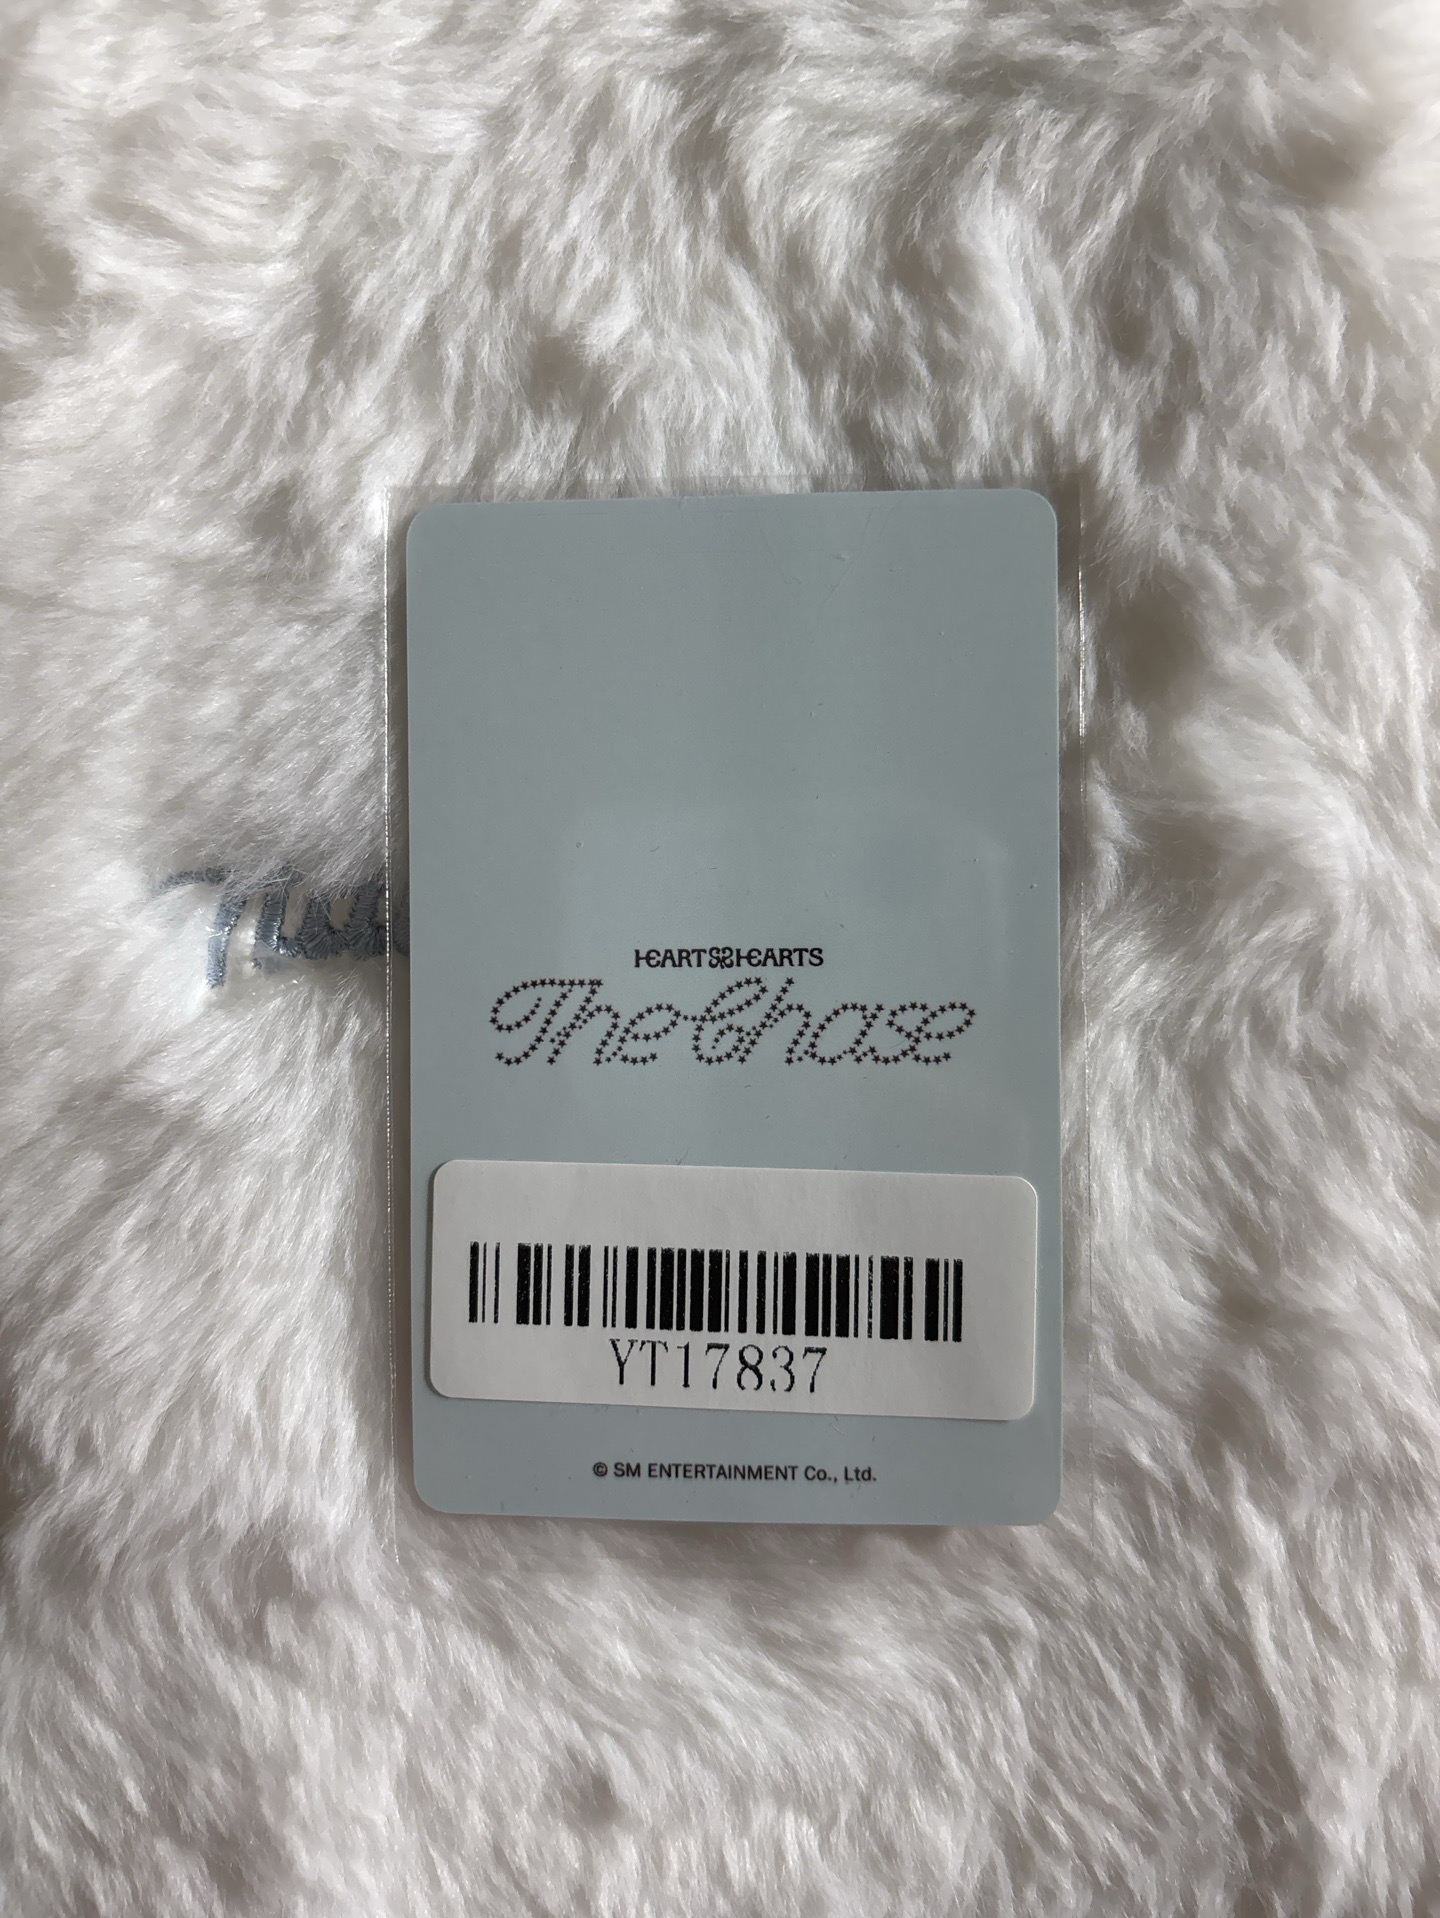 HEARTS2HEARTS
The Chase
YT17837
© SM ENTERTAINMENT Co., Ltd.